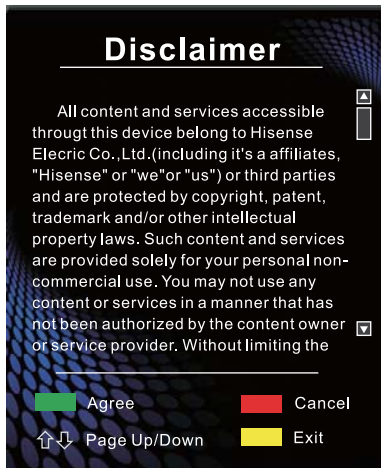 Disclaimer
All content and services accessible
througt this device belong to Hisense
Elecric Co.,Ltd.(including it's a affiliates,
"Hisense" or "we"or "us") or third parties
and are protected by copyright, patent,
trademark and/or other intellectual
property laws. Such content and services
are provided solely for your personal non-
commercial use. You may not use any
content or services in a manner that has
not been authorized by the content owner
or service provider. Without limiting the
Agree Cancel
Page Up/Down Exit